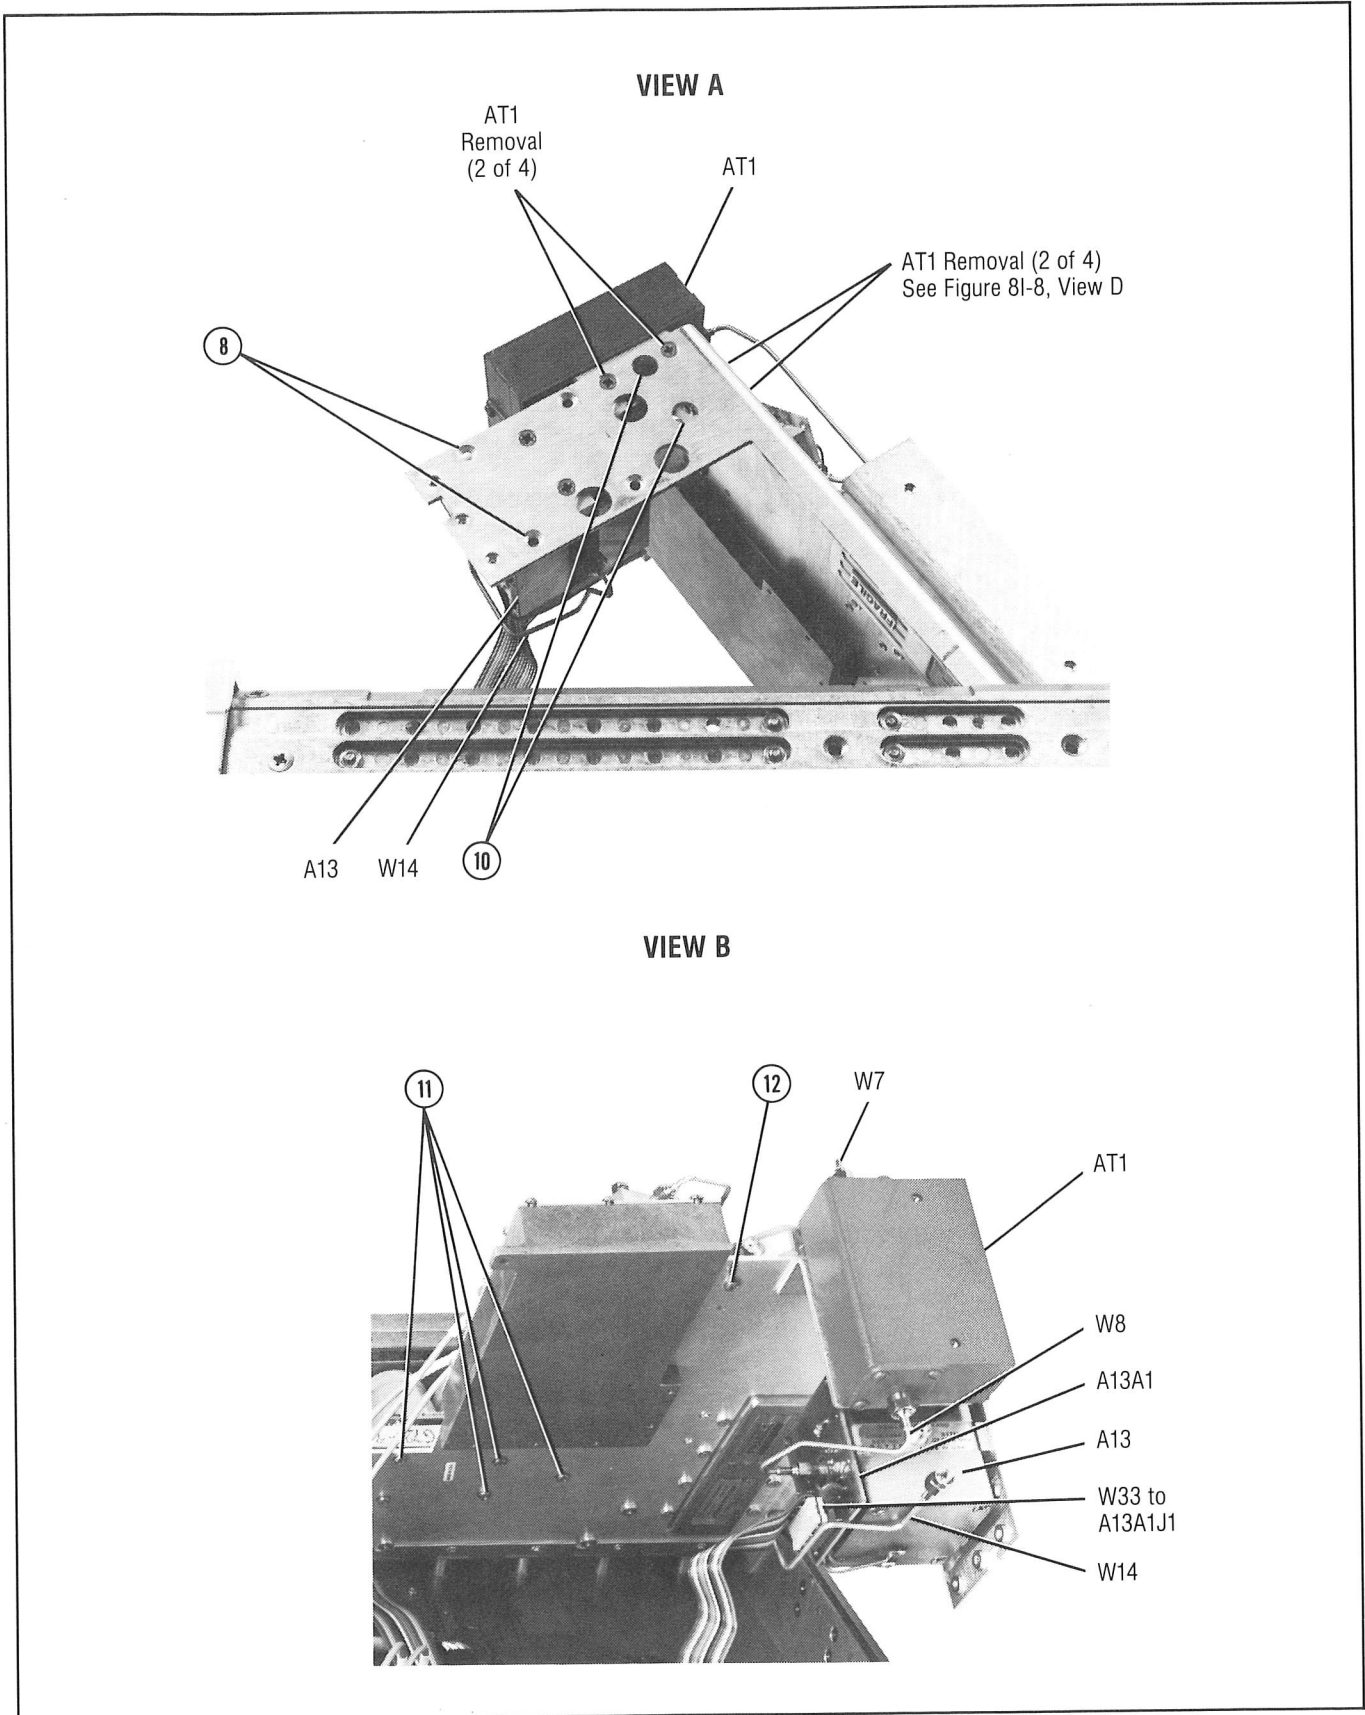 VIEW A
AT1
Removal
(2 of 4)
AT1
AT1 Removal (2 of 4)
See Figure 8I-8, View D
8
FRAGILE
A13
W14
10
VIEW B
11
12
W7
AT1
W8
A13A1
A13
W33 to
A13A1J1
W14